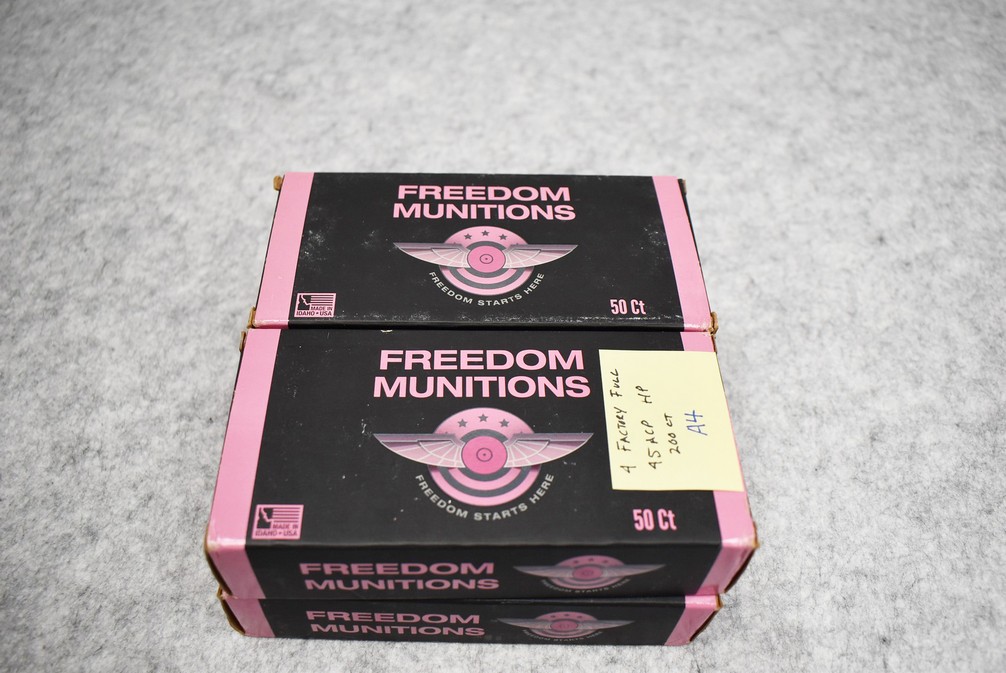 FREEDOM
MUNITIONS
FREEDOM STARTS HERE
MADE IN
IDAHO★USA
50 Ct
FREEDOM
MUNITIONS
FREEDOM STARTS HERE
MADE IN
IDAHO★USA
50 Ct
4 FACTORY FULL
45 ACP HP
200 CT
A4
FREEDOM
MUNITIONS
FREEDOM STARTS HERE
FREEDOM
MUNITIONS